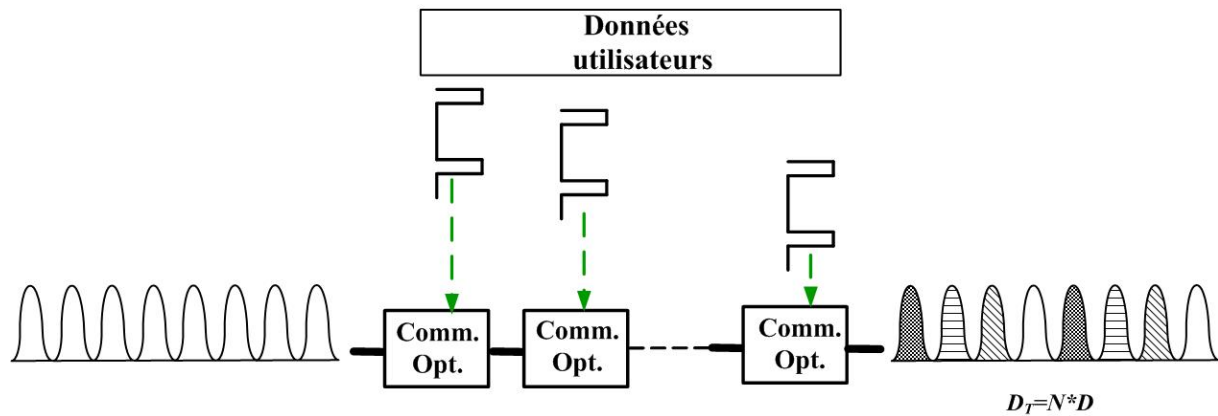 Données
utilisateurs
Comm.
Opt.
Comm.
Opt.
Comm.
Opt.
D_T=N*D